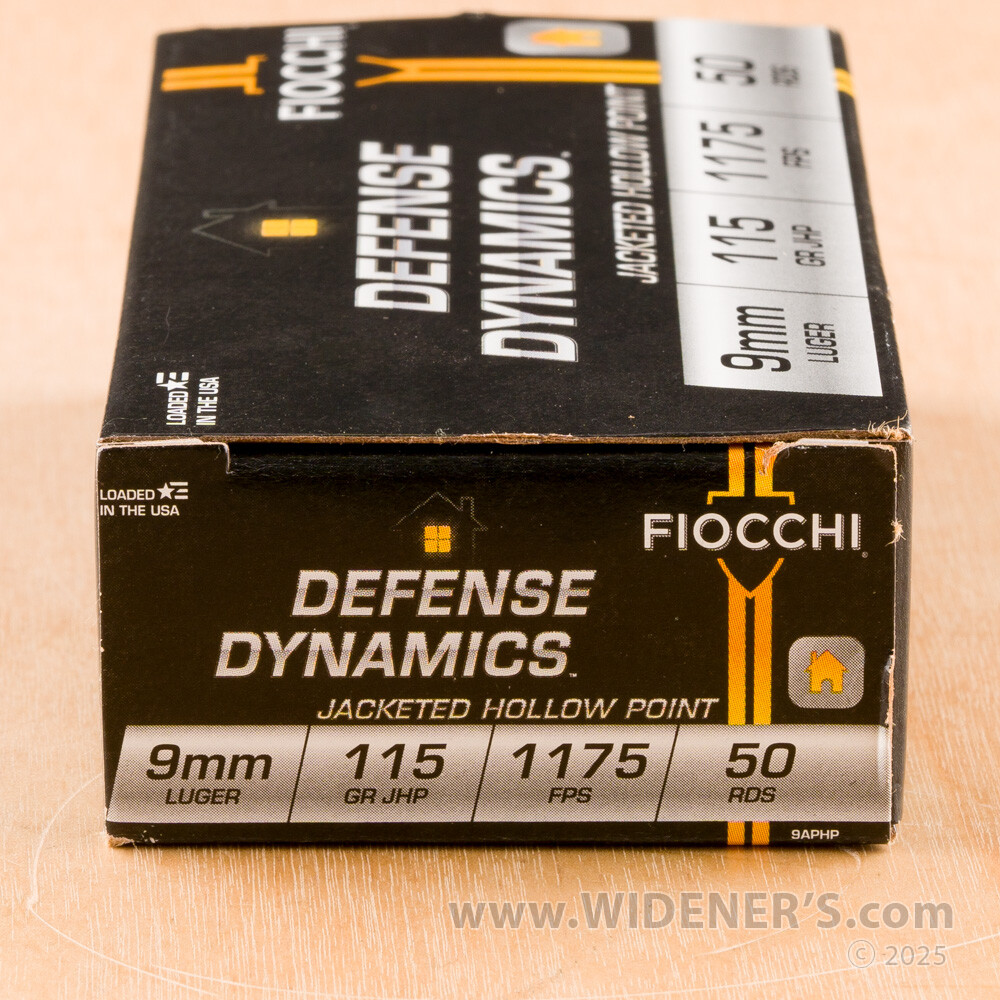 FIOCCHI
DEFENSE
DYNAMICS.
JACKETED HOLLOW POINT
9mm
LUGER
115
GR JHP
1175
FPS
50
RDS
LOADED
IN THE USA
LOADED
IN THE USA
FIOCCHI®
DEFENSE
DYNAMICS™
JACKETED HOLLOW POINT
9mm 115 1175 50
LUGER GR JHP FPS RDS
9APHP
www.WIDENER'S.com
© 2025